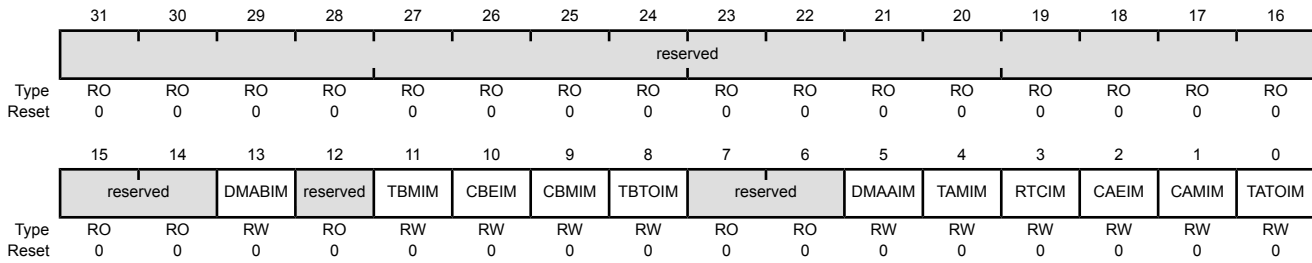 31 30 29 28 27 26 25 24 23 22 21 20 19 18 17 16
reserved
Type RO RO RO RO RO RO RO RO RO RO RO RO RO RO RO RO
Reset 0 0 0 0 0 0 0 0 0 0 0 0 0 0 0 0
15 14 13 12 11 10 9 8 7 6 5 4 3 2 1 0
reserved DMABIM reserved TBMIM CBEIM CBMIM TBTOIM reserved DMAAIM TAMIM RTCIM CAEIM CAMIM TATOIM
Type RO RO RW RO RW RW RW RW RO RO RW RW RW RW RW RW
Reset 0 0 0 0 0 0 0 0 0 0 0 0 0 0 0 0